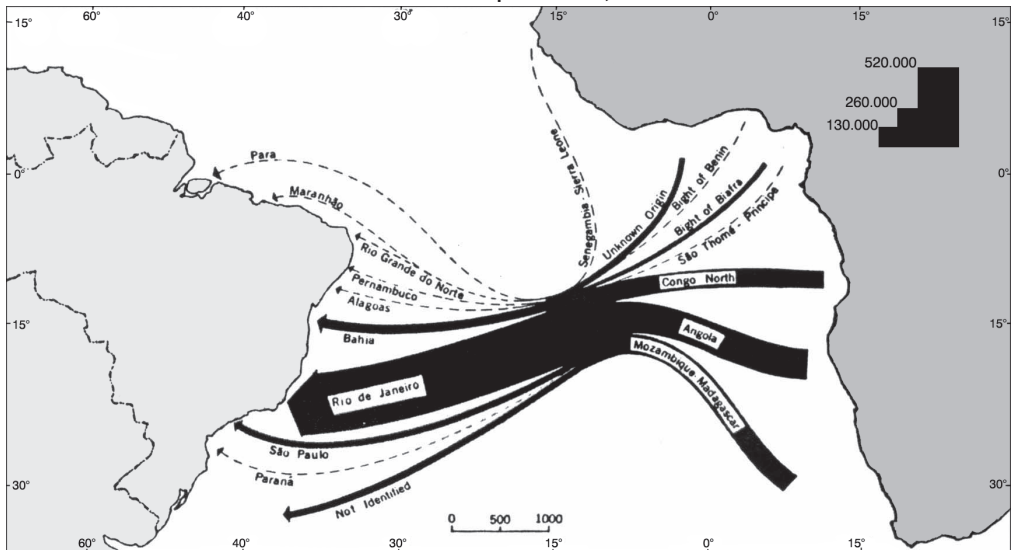 60°
40°
30°
15°
0°
15°
15°
15°
520.000
260.000
130.000
Para
Maranhão
Rio Grande do Norte
Pernambuco
Alagoas
Bahia
Rio de Janeiro
São Paulo
Paraná
Not Identified
Senegambia-Sierra Leone
Unknown Origin
Bight of Benin
Bight of Biafra
São Thomé - Principe
Congo North
Angola
Mozambique-Madagascar
0°
0°
15°
15°
30°
30°
0 500 1000
60°
40°
30°
15°
0°
15°